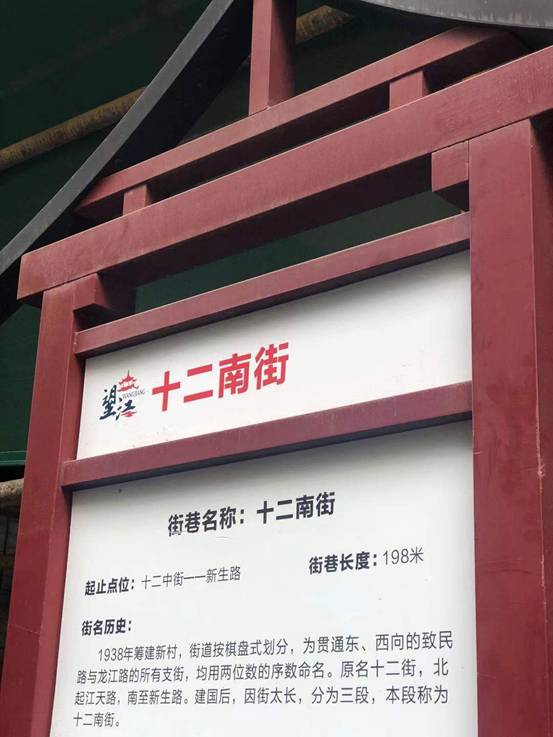 望江
WANGJIANG
十二南街
街巷名称：十二南街
起止点位：十二中街——新生路
街巷长度：198米
街名历史：
1938年筹建新村，街道按棋盘式划分，为贯通东、西向的致民
路与龙江路的所有支街，均用两位数的序数命名。原名十二街，北
起江天路，南至新生路。建国后，因街太长，分为三段，本段称为
十二南街。